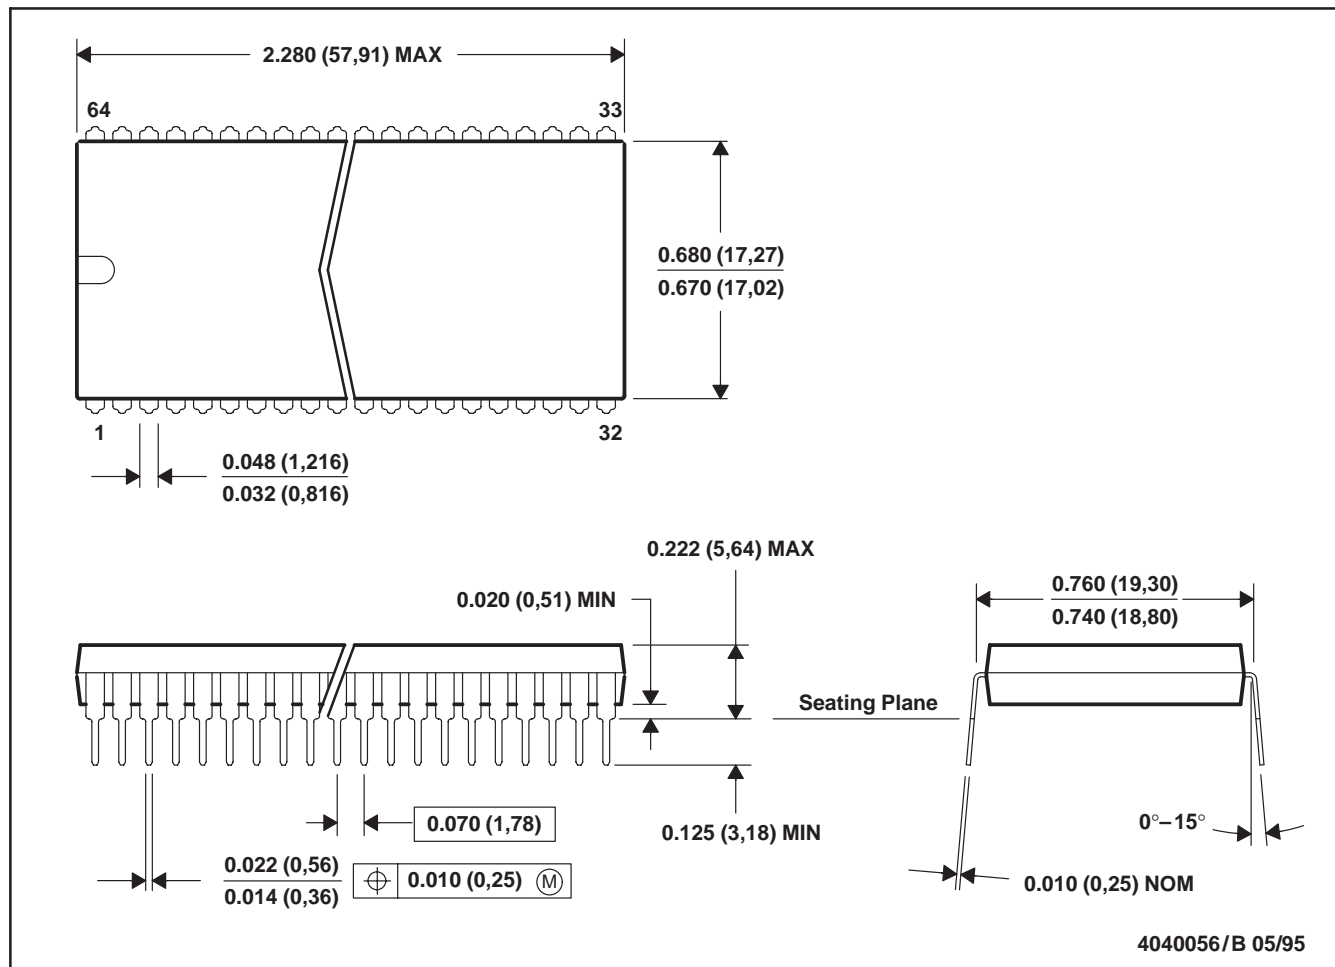 2.280 (57,91) MAX
64
33
0.680 (17,27)
0.670 (17,02)
1
32
0.048 (1,216)
0.032 (0,816)
0.222 (5,64) MAX
0.020 (0,51) MIN
0.760 (19,30)
0.740 (18,80)
Seating Plane
0.070 (1,78)
0.125 (3,18) MIN
0°–15°
0.022 (0,56)
0.014 (0,36)
0.010 (0,25) Ⓜ
0.010 (0,25) NOM
4040056/B 05/95